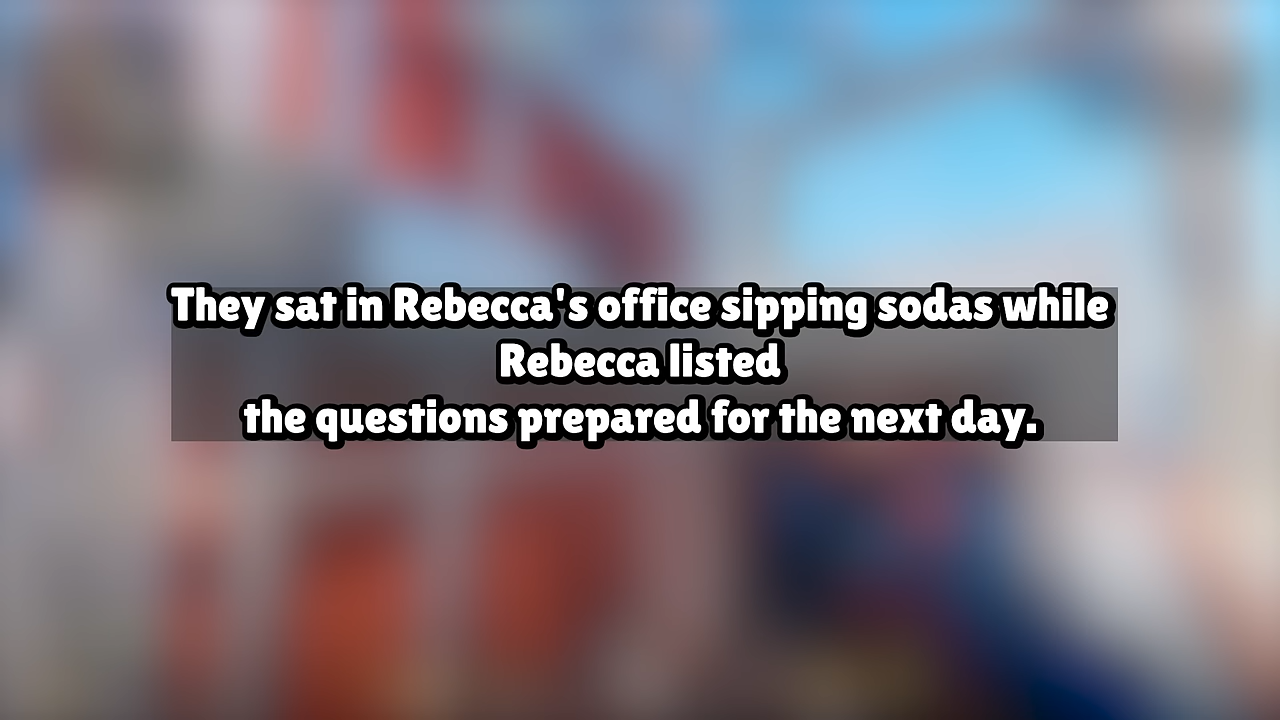 They sat in Rebecca's office sipping sodas while
Rebecca listed
the questions prepared for the next day.